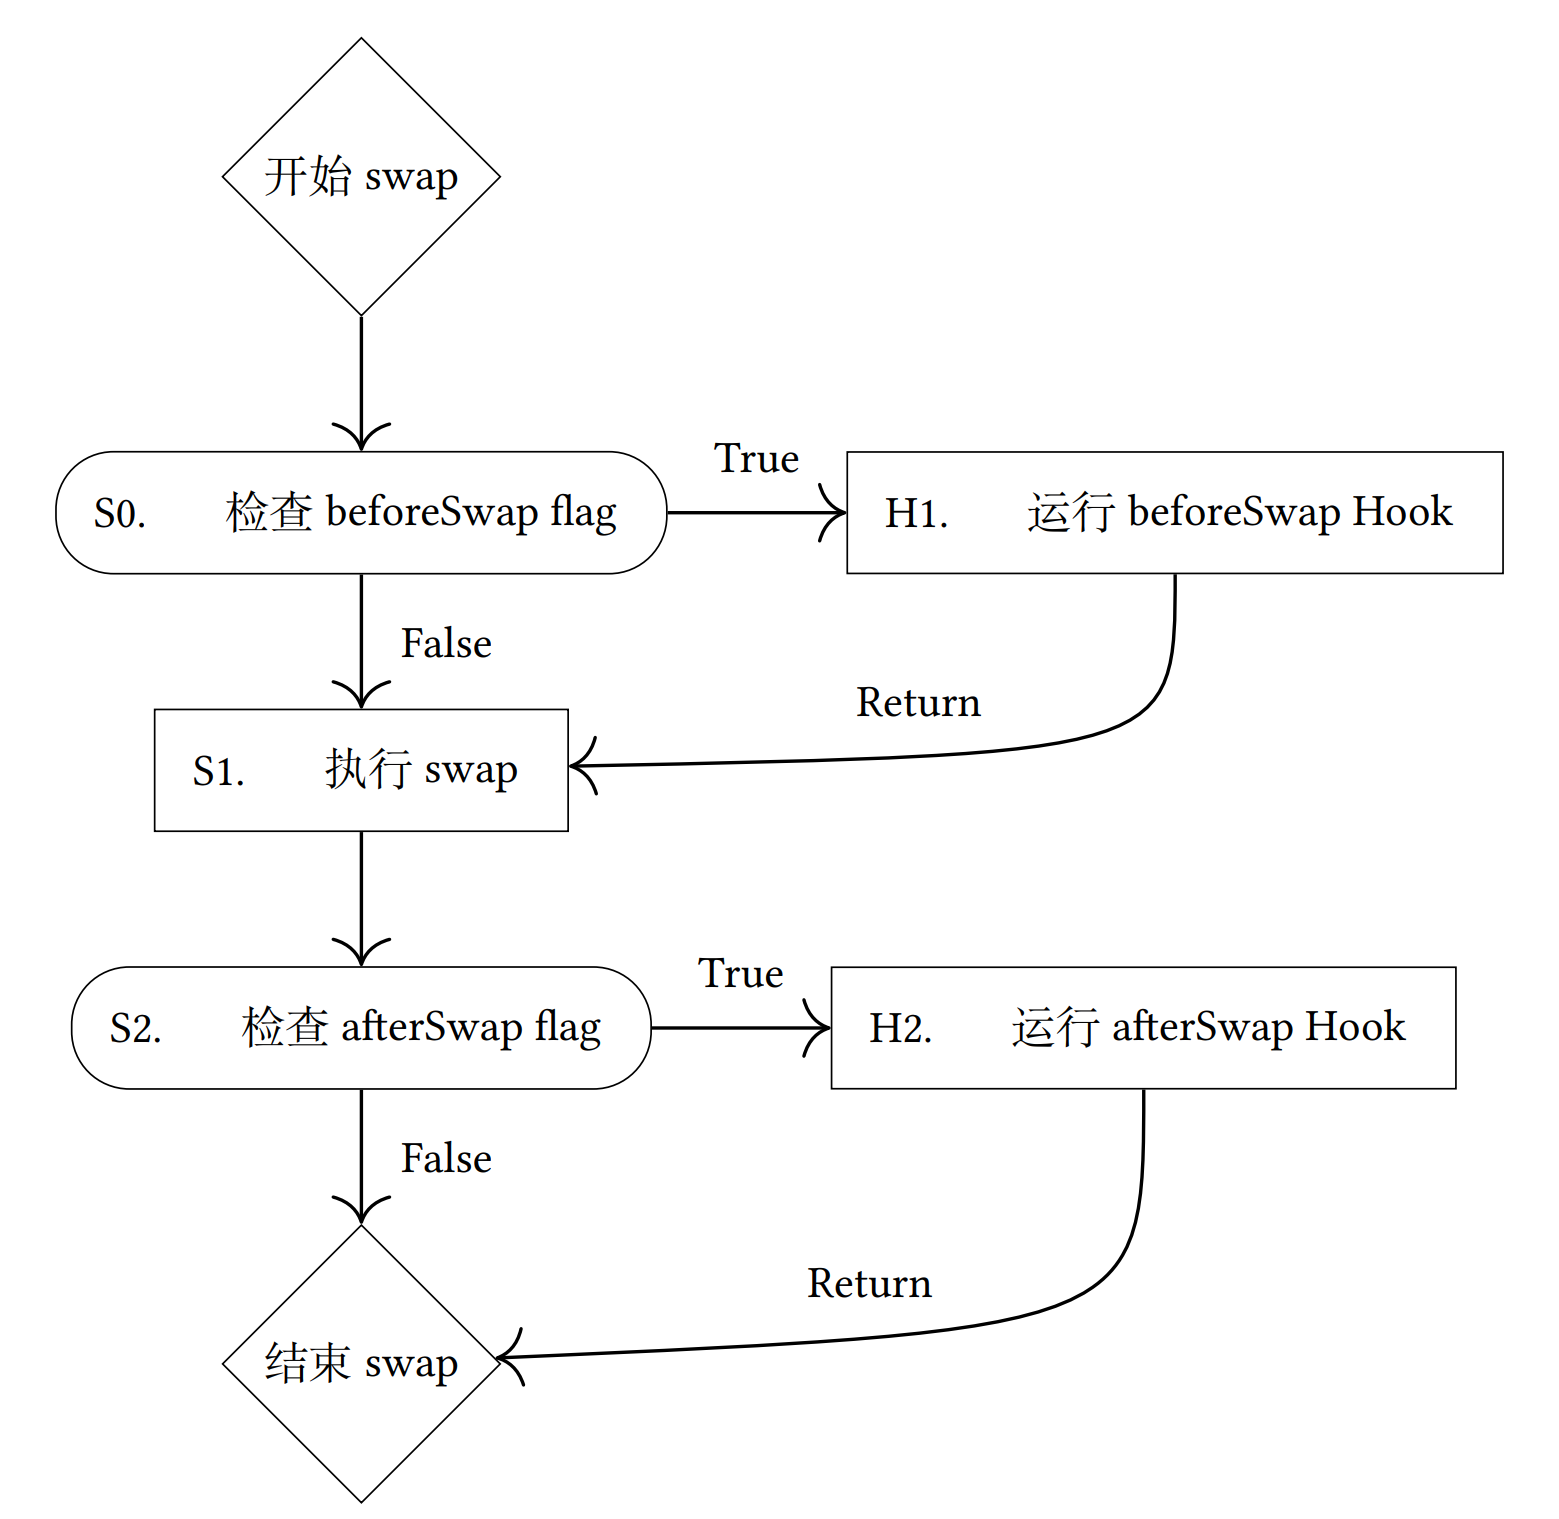 开始 swap
S0. 检查 beforeSwap flag
True
H1. 运行 beforeSwap Hook
False
Return
S1. 执行 swap
S2. 检查 afterSwap flag
True
H2. 运行 afterSwap Hook
False
Return
结束 swap